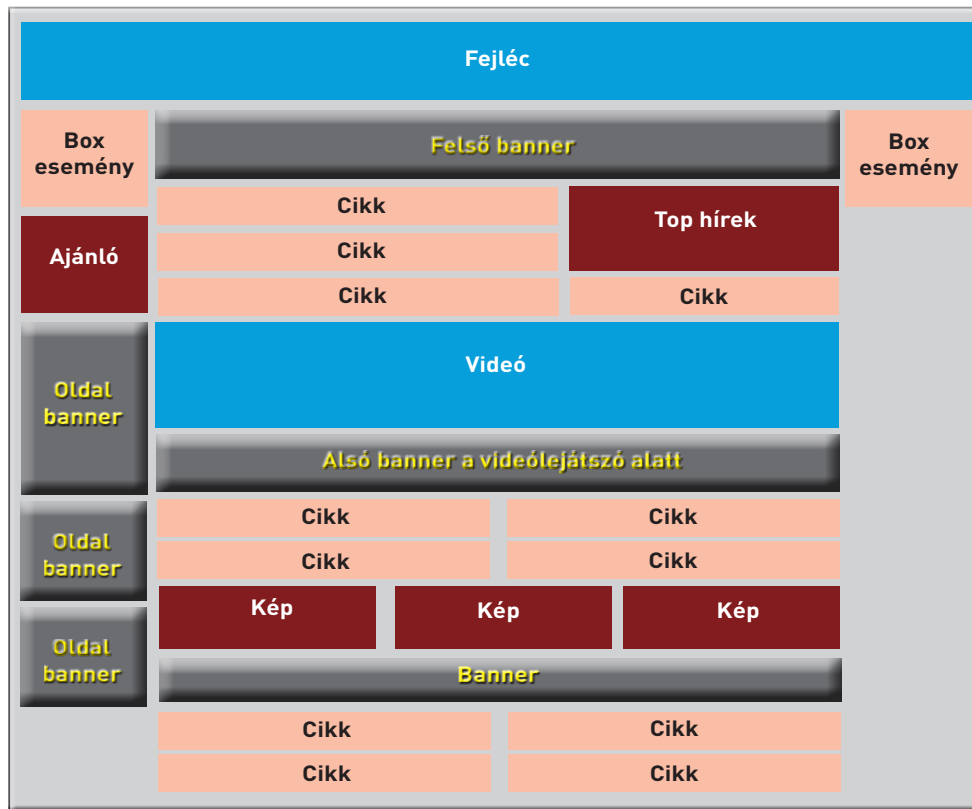 Fejléc
Box
esemény
Felső banner
Box
esemény
Ajánló
Cikk
Cikk
Cikk
Top hírek
Cikk
Oldal
banner
Videó
Alsó banner a videólejátszó alatt
Oldal
banner
Cikk
Cikk
Cikk
Cikk
Oldal
banner
Kép
Kép
Kép
Banner
Cikk
Cikk
Cikk
Cikk